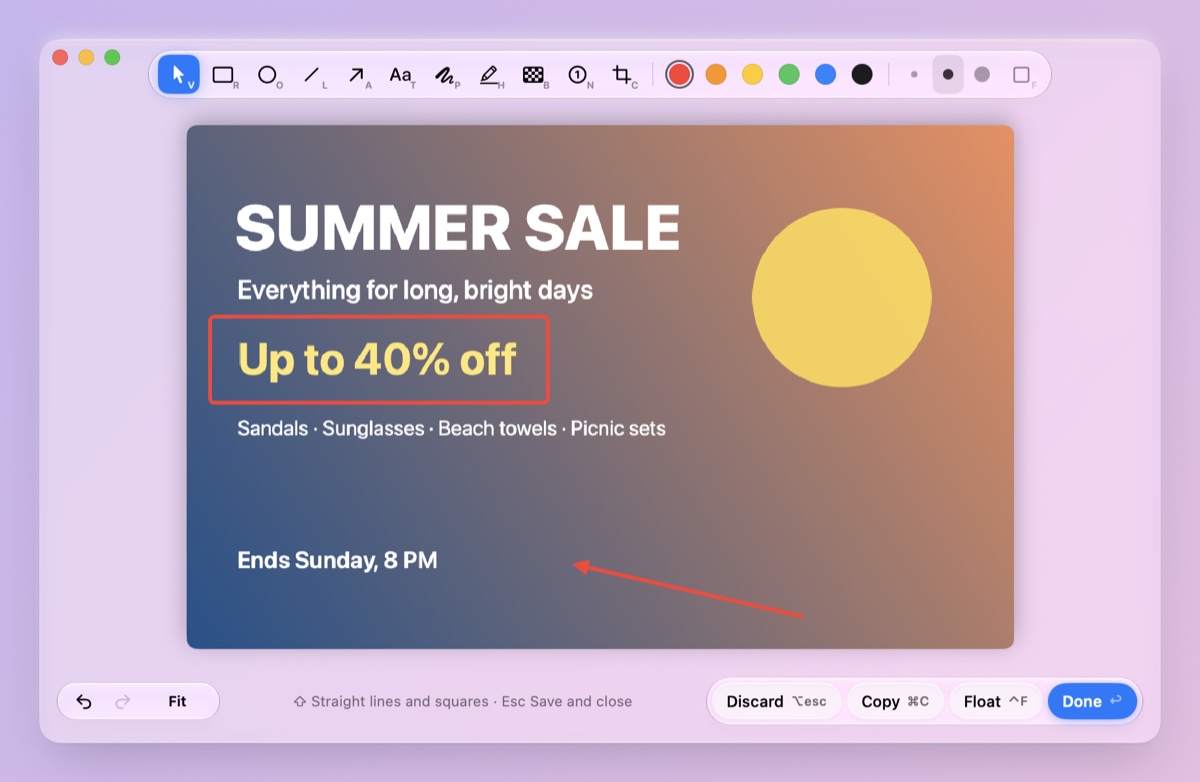 V R O L A Aa T P H B 1 N C F
SUMMER SALE
Everything for long, bright days
Up to 40% off
Sandals · Sunglasses · Beach towels · Picnic sets
Ends Sunday, 8 PM
Fit
⇧ Straight lines and squares · Esc Save and close
Discard ⌥esc
Copy ⌘C
Float ^F
Done ↩